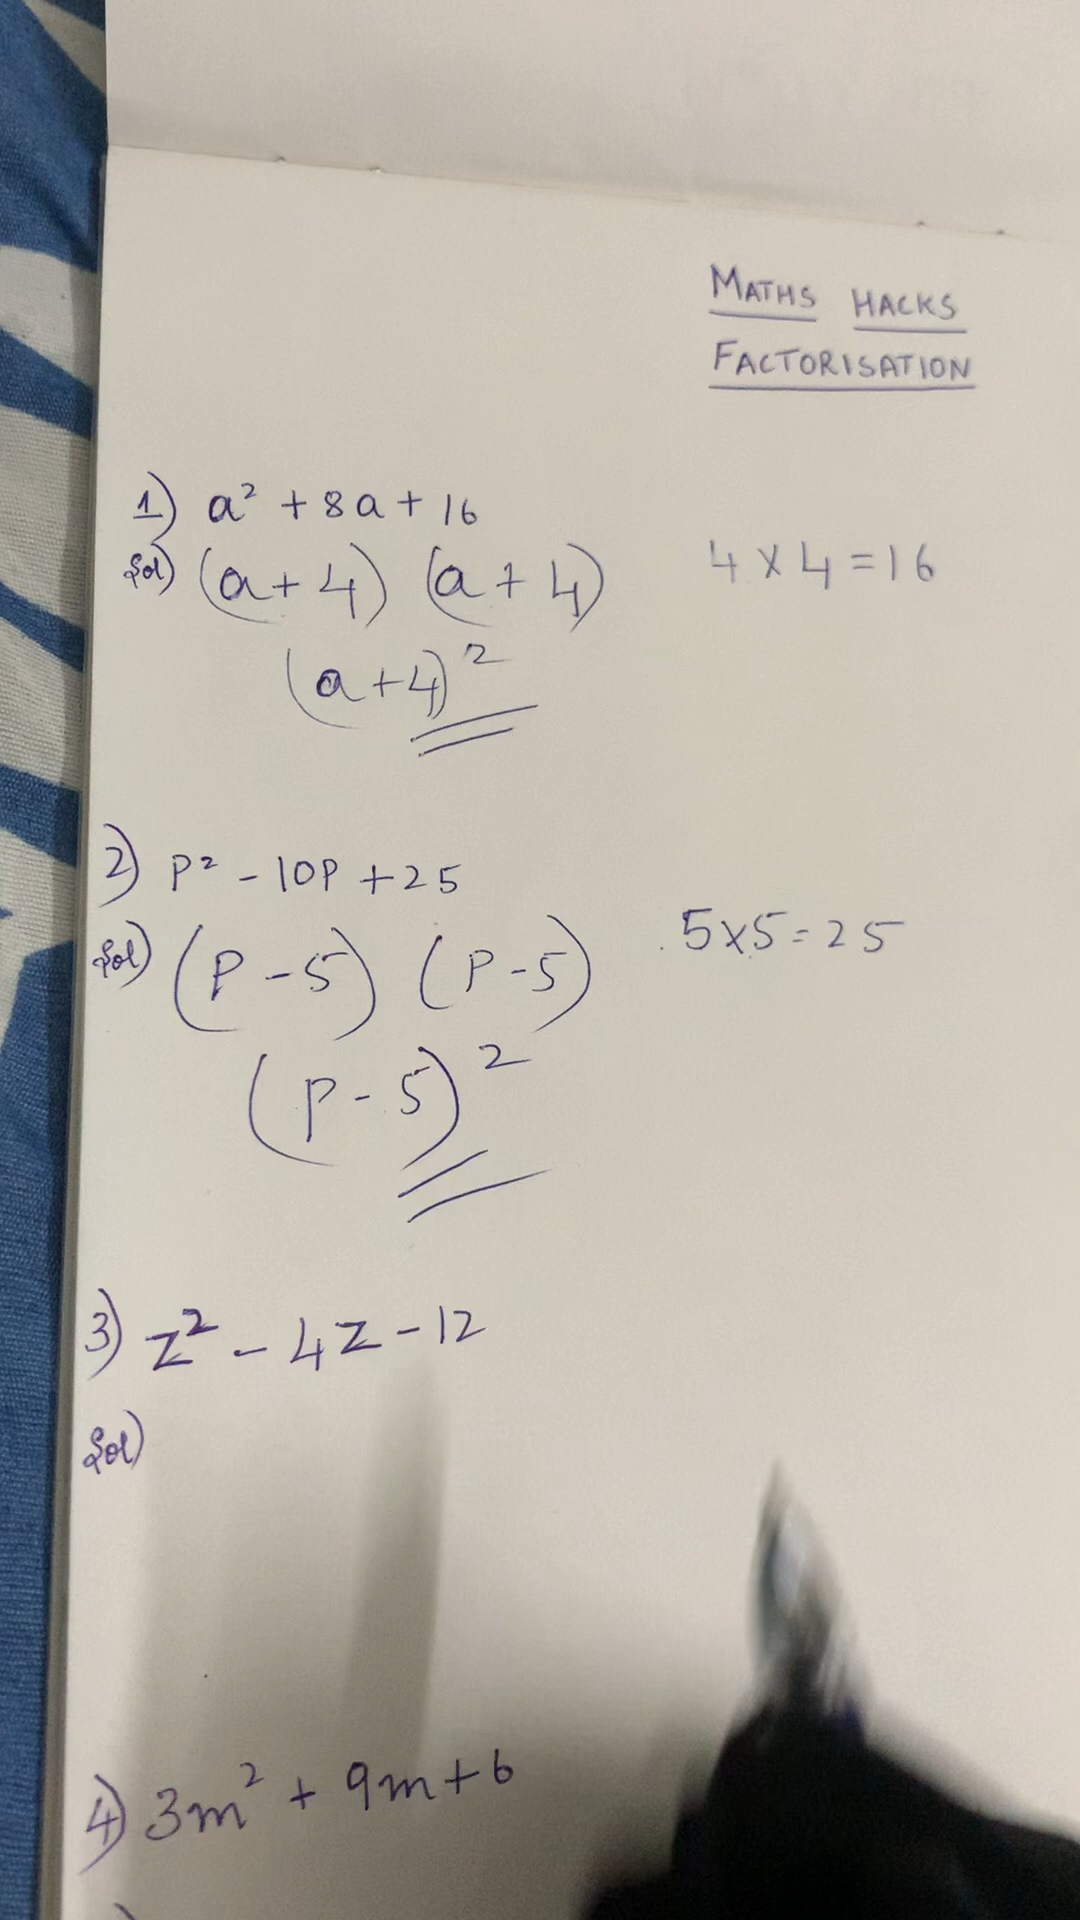 MATHS HACKS
FACTORISATION
1) a² + 8a + 16
Sol) (a + 4) (a + 4)
4 × 4 = 16
(a + 4)²
2) P² - 10P + 25
Sol) (P - 5) (P - 5)
5×5 = 25
(P - 5)²
3) z² - 4z - 12
Sol)
4) 3m² + 9m + 6